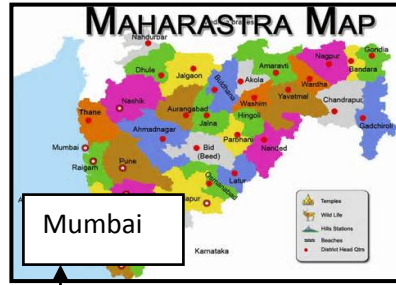 MAHARASTRA MAP
Nandurbar
Dhule
Jalgaon
Buldhana
Akola
Amaravti
Nagpur
Gondia
Bandara
Wardha
Nashik
Aurangabad
Washim
Yavetmal
Chandrapur
Thane
Jalna
Hingoli
Gadchiroli
Ahmadnagar
Parbhani
Mumbai
Bid
(Beed)
Nanded
Raigarh
Pune
Latur
Osmanabad
Mumbai
Karnataka
Temples
Wild Life
Hills Stations
Beaches
District Head Qtrs